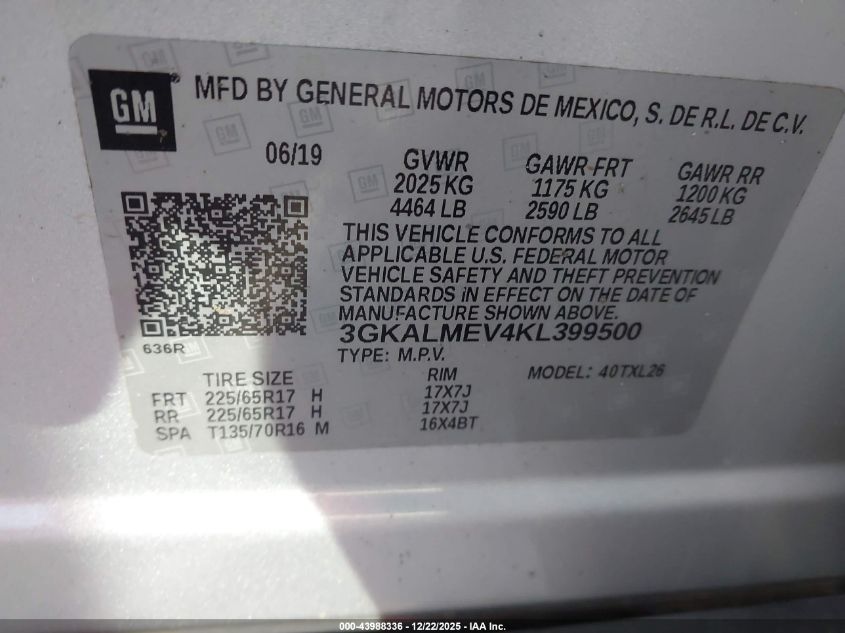 GM MFD BY GENERAL MOTORS DE MEXICO, S. DE R.L. DE C.V.
06/19 GVWR GAWR FRT GAWR RR
2025 KG 1175 KG 1200 KG
4464 LB 2590 LB 2645 LB
THIS VEHICLE CONFORMS TO ALL
APPLICABLE U.S. FEDERAL MOTOR
VEHICLE SAFETY AND THEFT PREVENTION
STANDARDS IN EFFECT ON THE DATE OF
MANUFACTURE SHOWN ABOVE.
3GKALMEV4KL399500
636R
TYPE: M.P.V. MODEL: 40TXL26
TIRE SIZE RIM
FRT 225/65R17 H 17X7J
RR 225/65R17 H 17X7J
SPA T135/70R16 M 16X4BT
000-43988336 - 12/22/2025 - IAA Inc.